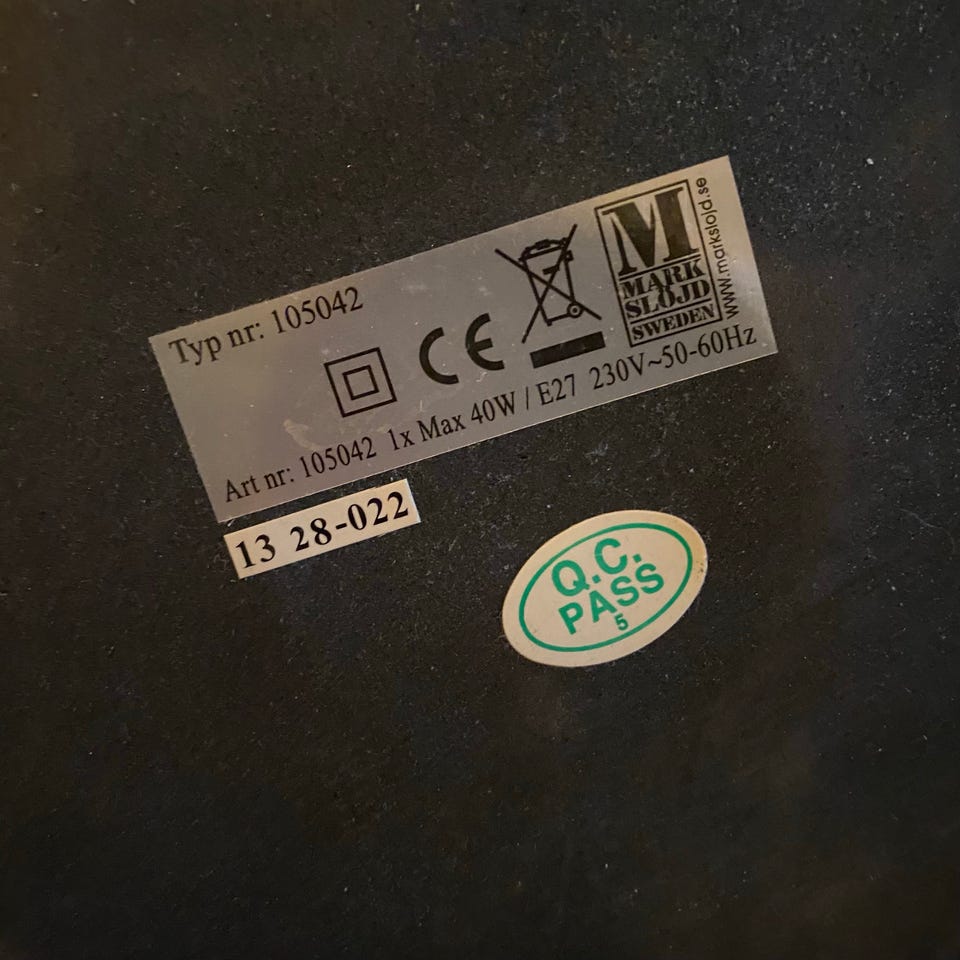 Typ nr: 105042
CE
M
MARK
SLÖJD
SWEDEN
www.markslojd.se
Art nr: 105042 1x Max 40W / E27 230V~50-60Hz
13 28-022
Q.C.
PASS
5